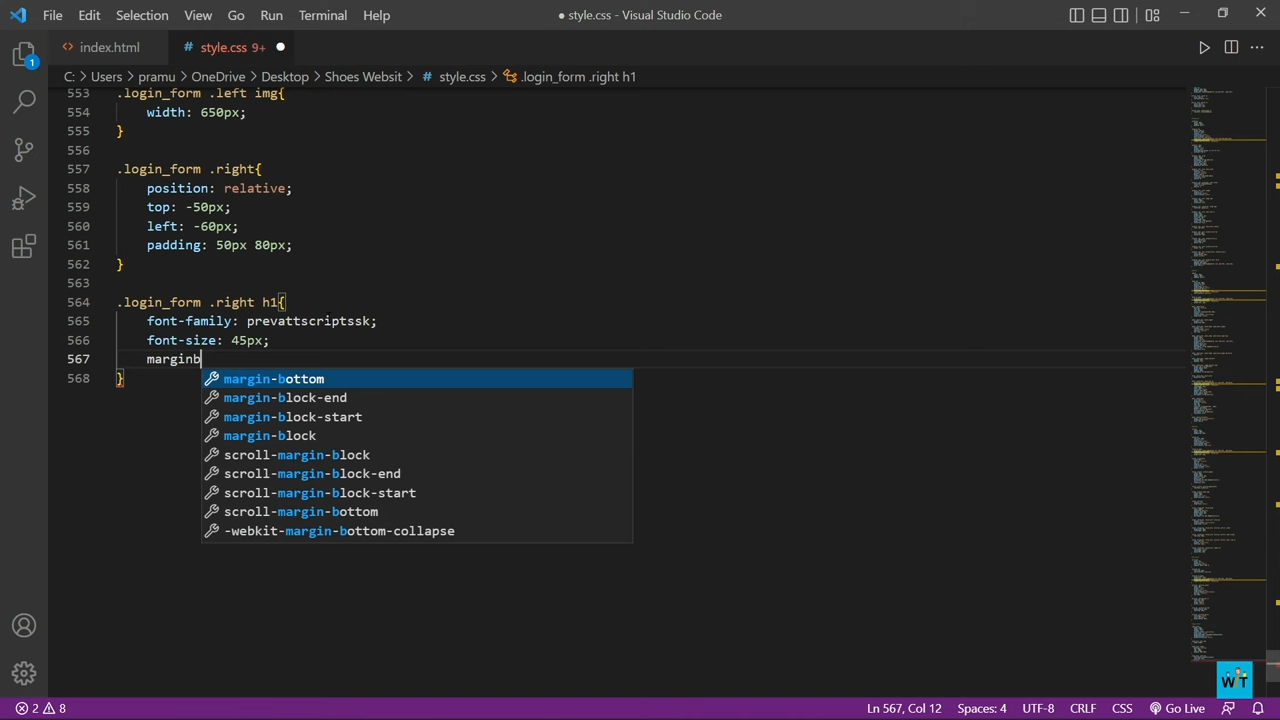 File Edit Selection View Go Run Terminal Help
● style.css - Visual Studio Code
index.html
# style.css 9+ ●
C: > Users > pramu > OneDrive > Desktop > Shoes Websit > # style.css > .login_form .right h1
553 .login_form .left img{
554 width: 650px;
555 }
556
557 .login_form .right{
558 position: relative;
559 top: -50px;
560 left: -60px;
561 padding: 50px 80px;
562 }
563
564 .login_form .right h1{
565 font-family: prevattscriptssk;
566 font-size: 42px;
567 marginb
568 }
margin-bottom
margin-block-end
margin-block-start
margin-block
scroll-margin-block
scroll-margin-block-end
scroll-margin-block-start
scroll-margin-bottom
-webkit-margin-bottom-collapse
1
WT
2 8
Ln 567, Col 12 Spaces: 4 UTF-8 CRLF CSS Go Live